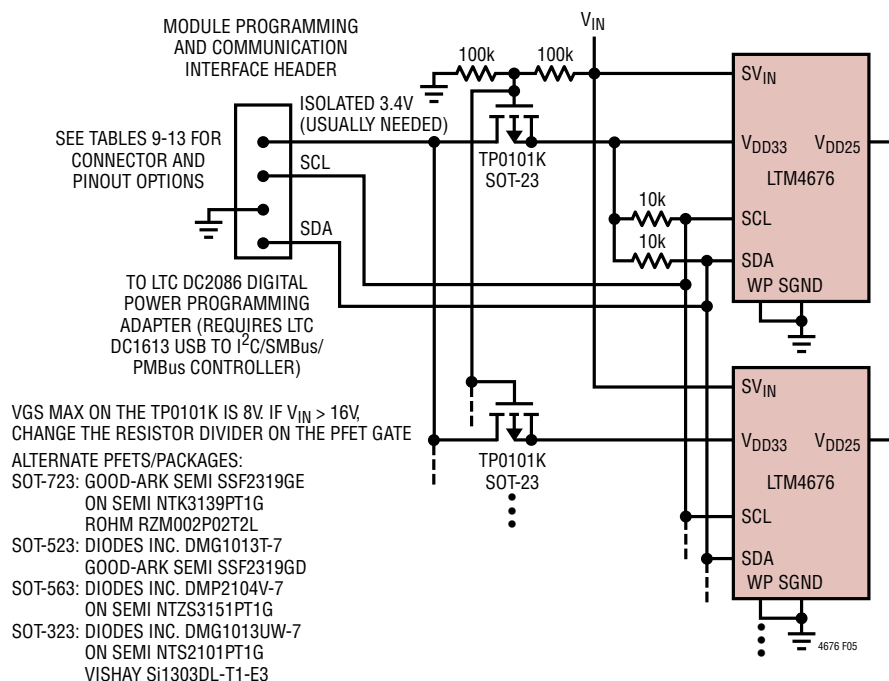 MODULE PROGRAMMING
AND COMMUNICATION
INTERFACE HEADER
V_IN
100k
100k
ISOLATED 3.4V
(USUALLY NEEDED)
SEE TABLES 9-13 FOR
CONNECTOR AND
PINOUT OPTIONS
SCL
SDA
TP0101K
SOT-23
10k
10k
SV_IN
V_DD33
V_DD25
LTM4676
SCL
SDA
WP SGND
TO LTC DC2086 DIGITAL
POWER PROGRAMMING
ADAPTER (REQUIRES LTC
DC1613 USB TO I²C/SMBus/
PMBus CONTROLLER)
TP0101K
SOT-23
SV_IN
V_DD33
V_DD25
LTM4676
SCL
SDA
WP SGND
VGS MAX ON THE TP0101K IS 8V. IF V_IN > 16V,
CHANGE THE RESISTOR DIVIDER ON THE PFET GATE
ALTERNATE PFETS/PACKAGES:
SOT-723: GOOD-ARK SEMI SSF2319GE
ON SEMI NTK3139PT1G
ROHM RZM002P02T2L
SOT-523: DIODES INC. DMG1013T-7
GOOD-ARK SEMI SSF2319GD
SOT-563: DIODES INC. DMP2104V-7
ON SEMI NTZS3151PT1G
SOT-323: DIODES INC. DMG1013UW-7
ON SEMI NTS2101PT1G
VISHAY Si1303DL-T1-E3
4676 F05